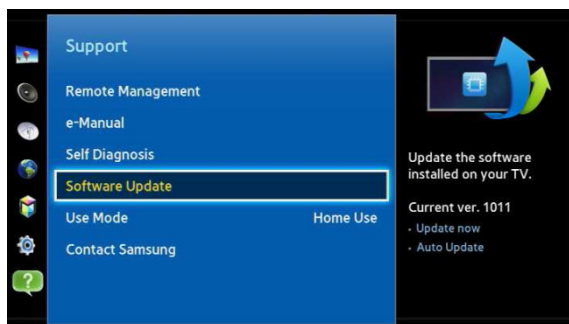 Support
Remote Management
e-Manual
Self Diagnosis
Software Update
Use Mode Home Use
Contact Samsung
Update the software
installed on your TV.
Current ver. 1011
• Update now
• Auto Update
?